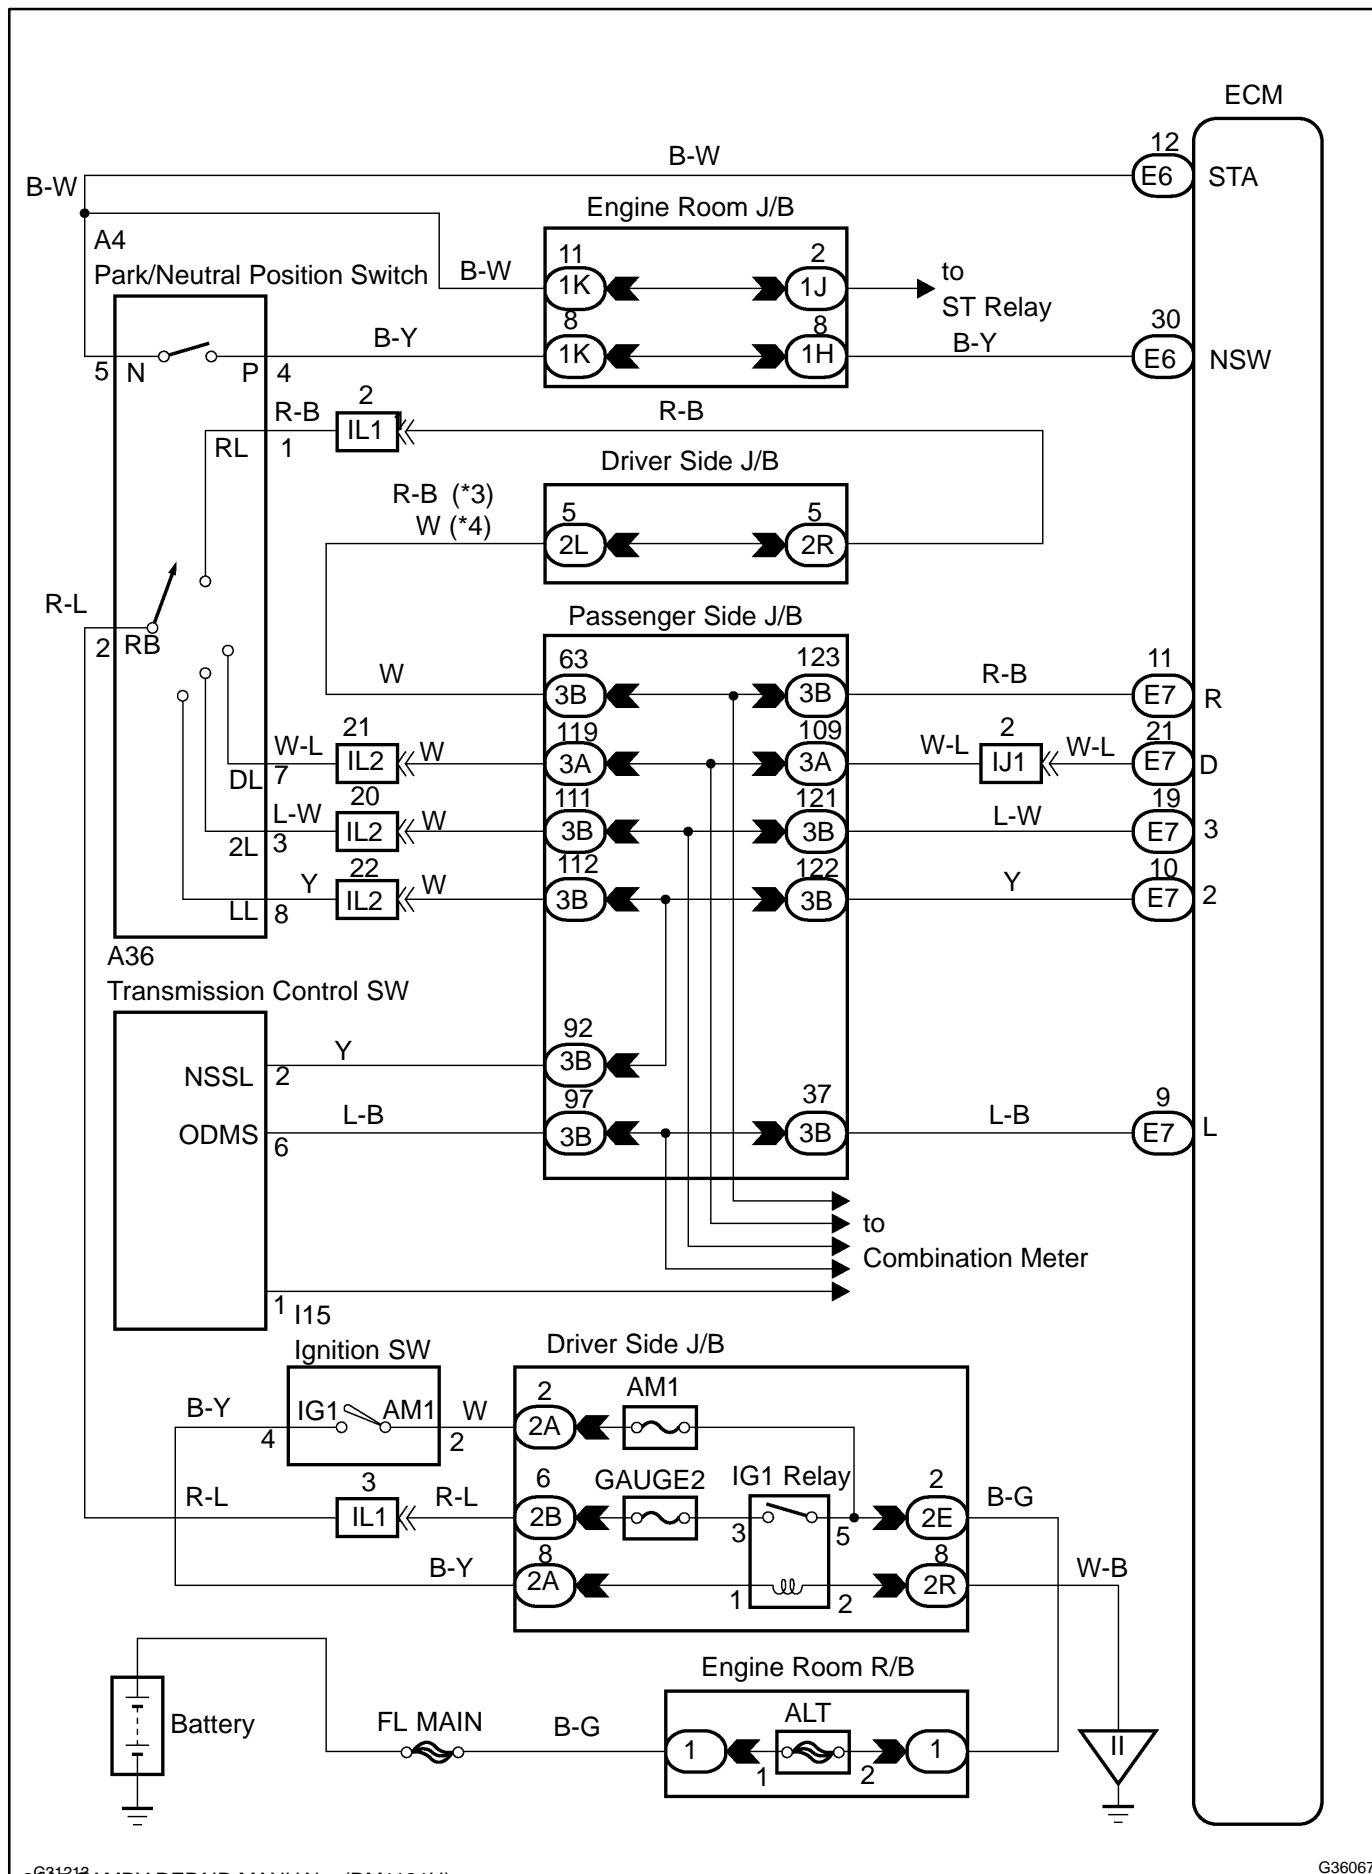 ECM
B-W
12
E6
STA
B-W
Engine Room J/B
A4
Park/Neutral Position Switch
B-W
11
1K
2
1J
to
ST Relay
8
1K
8
1H
B-Y
B-Y
30
E6
NSW
5
N
P
4
R-B
2
IL1
R-B
RL
1
Driver Side J/B
R-B (*3)
W (*4)
5
2L
5
2R
R-L
2
RB
Passenger Side J/B
W
63
3B
123
3B
R-B
11
E7
R
W-L
21
IL2
W
119
3A
109
3A
W-L
2
IJ1
W-L
21
E7
D
DL
7
L-W
20
IL2
W
111
3B
121
3B
L-W
19
E7
3
2L
3
Y
22
IL2
W
112
3B
122
3B
Y
10
E7
2
LL
8
A36
Transmission Control SW
NSSL
2
Y
92
3B
ODMS
6
L-B
97
3B
37
3B
L-B
9
E7
L
to
Combination Meter
1
I15
Ignition SW
Driver Side J/B
B-Y
4
IG1
AM1
2
W
2
2A
AM1
R-L
3
IL1
R-L
6
2B
GAUGE2
IG1 Relay
3
5
2
2E
B-G
B-Y
8
2A
1
2
8
2R
W-B
Engine Room R/B
Battery
FL MAIN
B-G
1
1
ALT
2
1
II
G36067